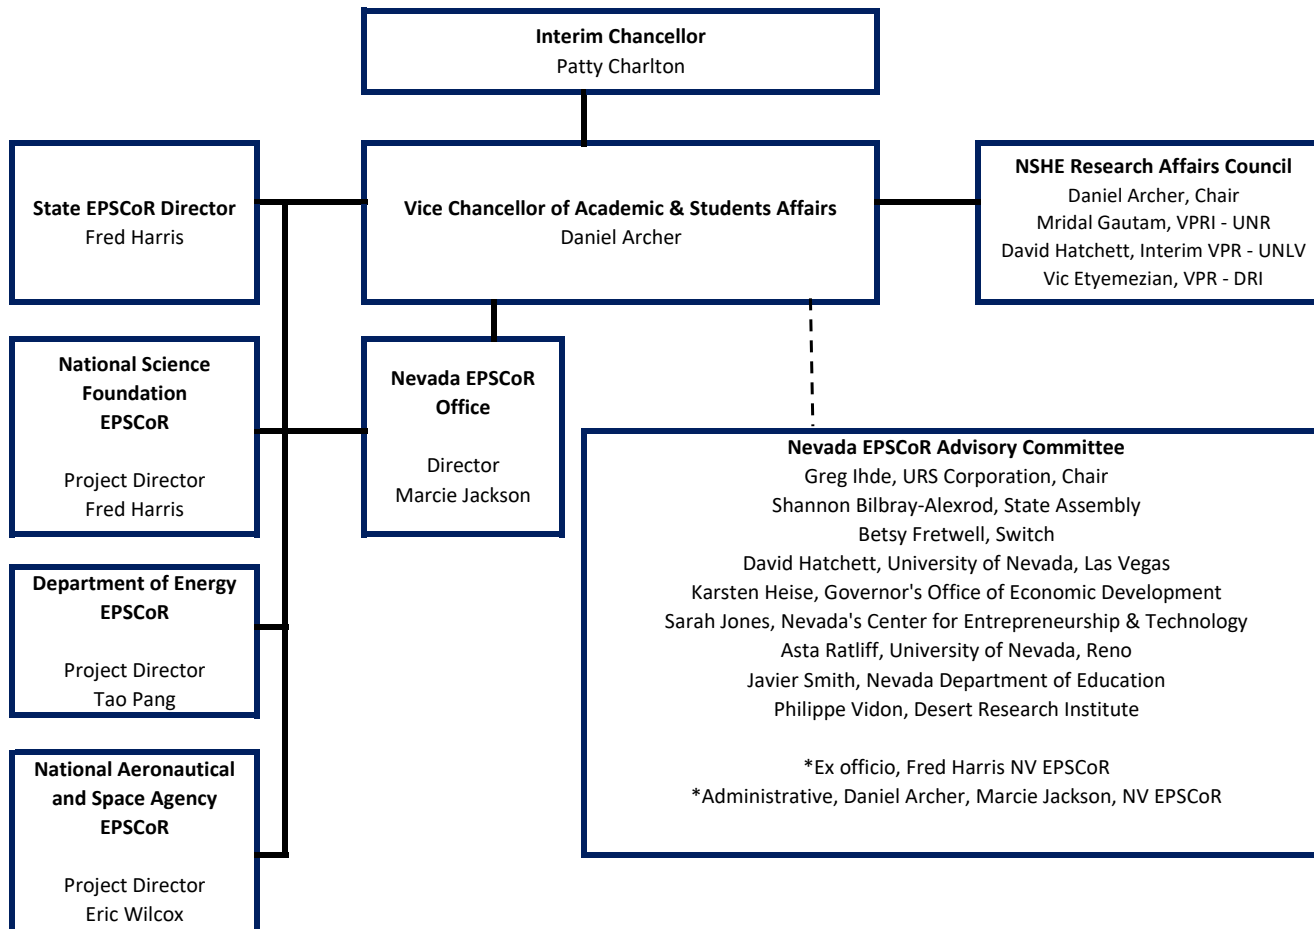 Interim Chancellor
Patty Charlton
State EPSCoR Director
Fred Harris
Vice Chancellor of Academic & Students Affairs
Daniel Archer
NSHE Research Affairs Council
Daniel Archer, Chair
Mridal Gautam, VPRI - UNR
David Hatchett, Interim VPR - UNLV
Vic Etyemezian, VPR - DRI
National Science
Foundation
EPSCoR
Project Director
Fred Harris
Nevada EPSCoR
Office
Director
Marcie Jackson
Nevada EPSCoR Advisory Committee
Greg Ihde, URS Corporation, Chair
Shannon Bilbray-Alexrod, State Assembly
Betsy Fretwell, Switch
David Hatchett, University of Nevada, Las Vegas
Karsten Heise, Governor's Office of Economic Development
Sarah Jones, Nevada's Center for Entrepreneurship & Technology
Asta Ratliff, University of Nevada, Reno
Javier Smith, Nevada Department of Education
Philippe Vidon, Desert Research Institute
*Ex officio, Fred Harris NV EPSCoR
*Administrative, Daniel Archer, Marcie Jackson, NV EPSCoR
Department of Energy
EPSCoR
Project Director
Tao Pang
National Aeronautical
and Space Agency
EPSCoR
Project Director
Eric Wilcox